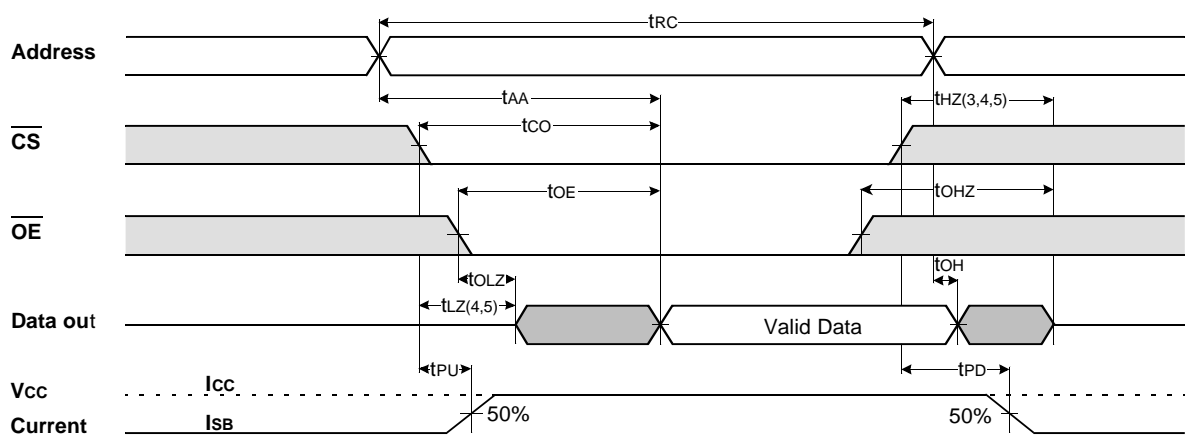 tRC
Address
tAA
tHZ(3,4,5)
CS
tCO
tOE
tOHZ
OE
tOLZ
tOH
tLZ(4,5)
Data out
Valid Data
tPU
tPD
VCC
ICC
50%
50%
Current
ISB